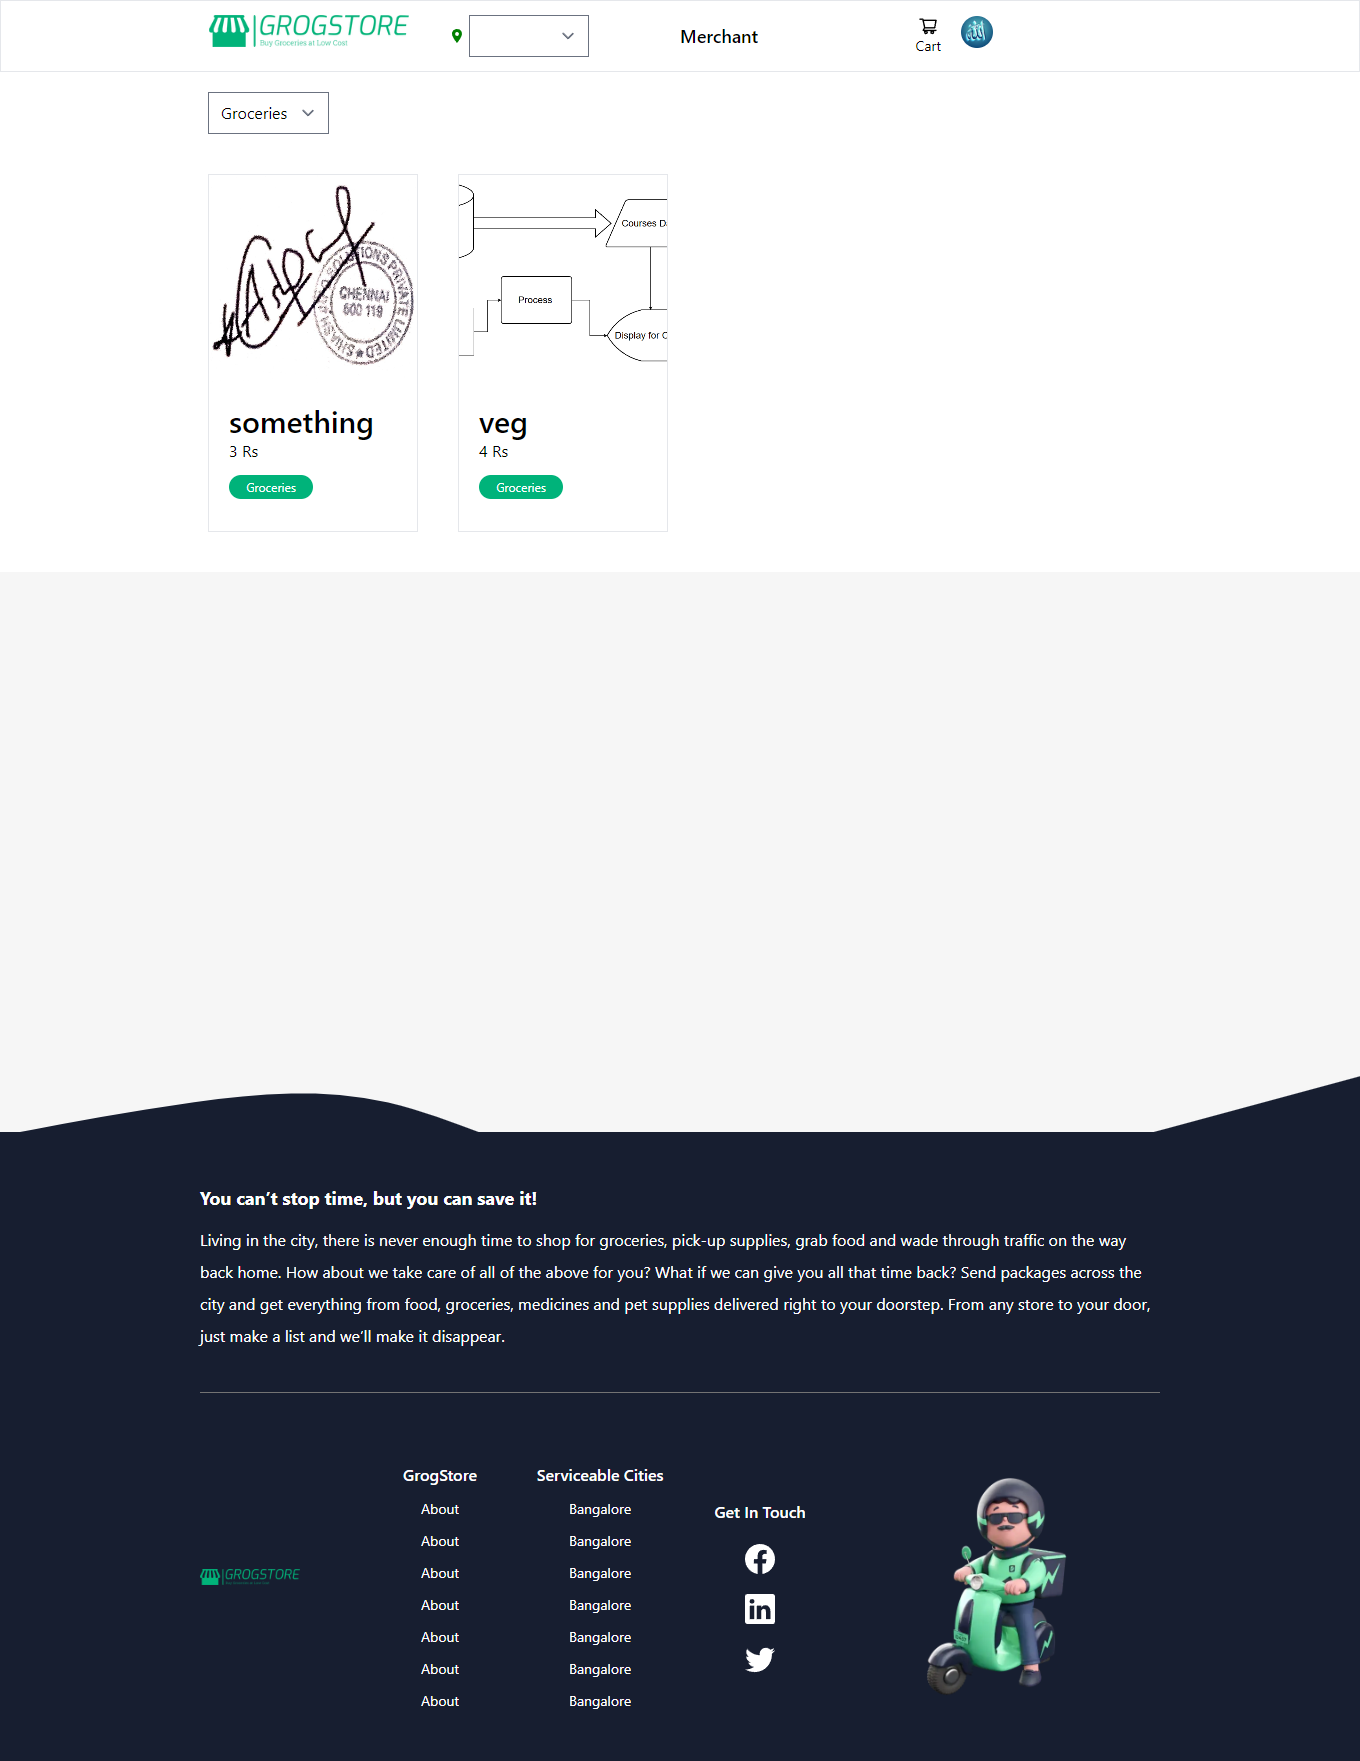 GROGSTORE
Buy Groceries at Low Cost
Merchant
Cart
Groceries
CHENNAI
600 119
PRIVATE LIMITED
Courses D
Process
Display for C
something
3 Rs
Groceries
veg
4 Rs
Groceries
You can’t stop time, but you can save it!
Living in the city, there is never enough time to shop for groceries, pick-up supplies, grab food and wade through traffic on the way
back home. How about we take care of all of the above for you? What if we can give you all that time back? Send packages across the
city and get everything from food, groceries, medicines and pet supplies delivered right to your doorstep. From any store to your door,
just make a list and we’ll make it disappear.
GrogStore
About
About
About
About
About
About
About
Serviceable Cities
Bangalore
Bangalore
Bangalore
Bangalore
Bangalore
Bangalore
Bangalore
Get In Touch
GROGSTORE